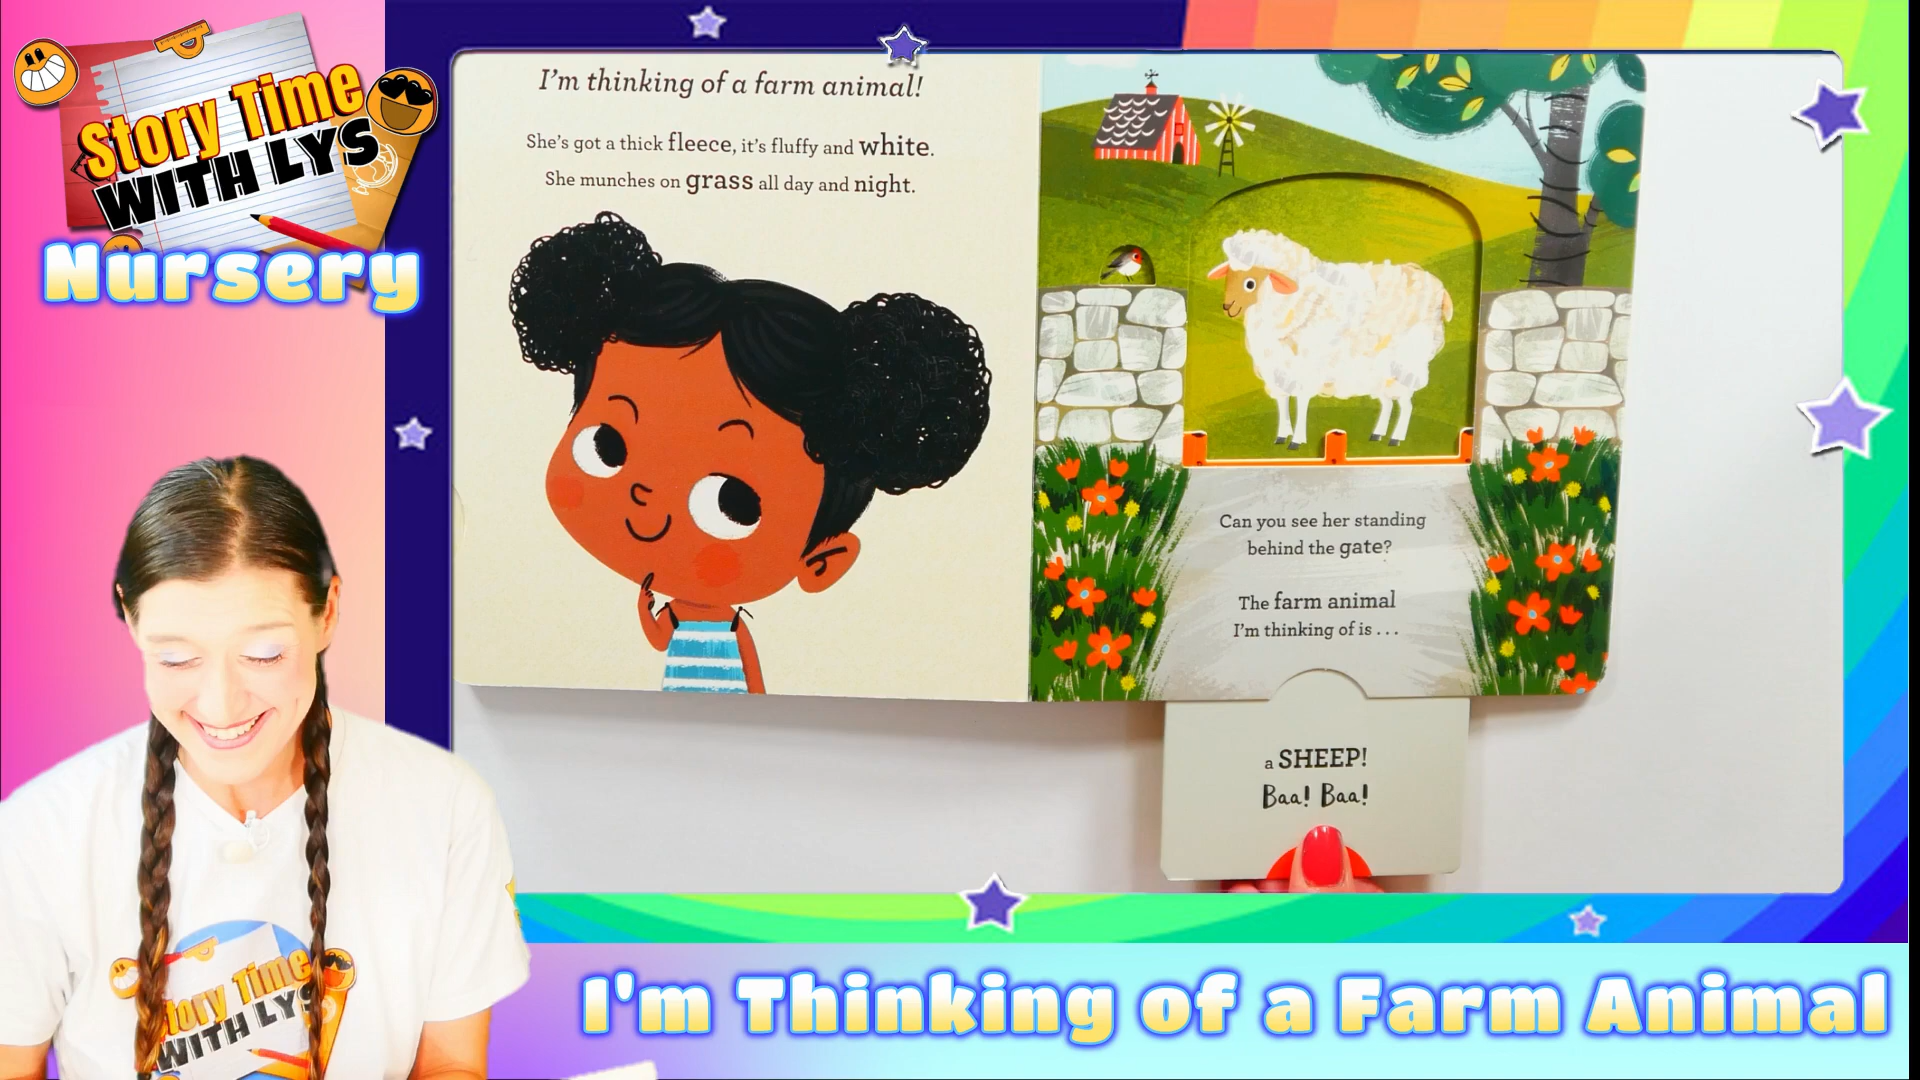 Story Time
WITH LYS
Nursery
I'm thinking of a farm animal!
She's got a thick fleece, it's fluffy and white.
She munches on grass all day and night.
Can you see her standing
behind the gate?
The farm animal
I'm thinking of is . . .
a SHEEP!
Baa! Baa!
Story Time
WITH LYS
I'm Thinking of a Farm Animal